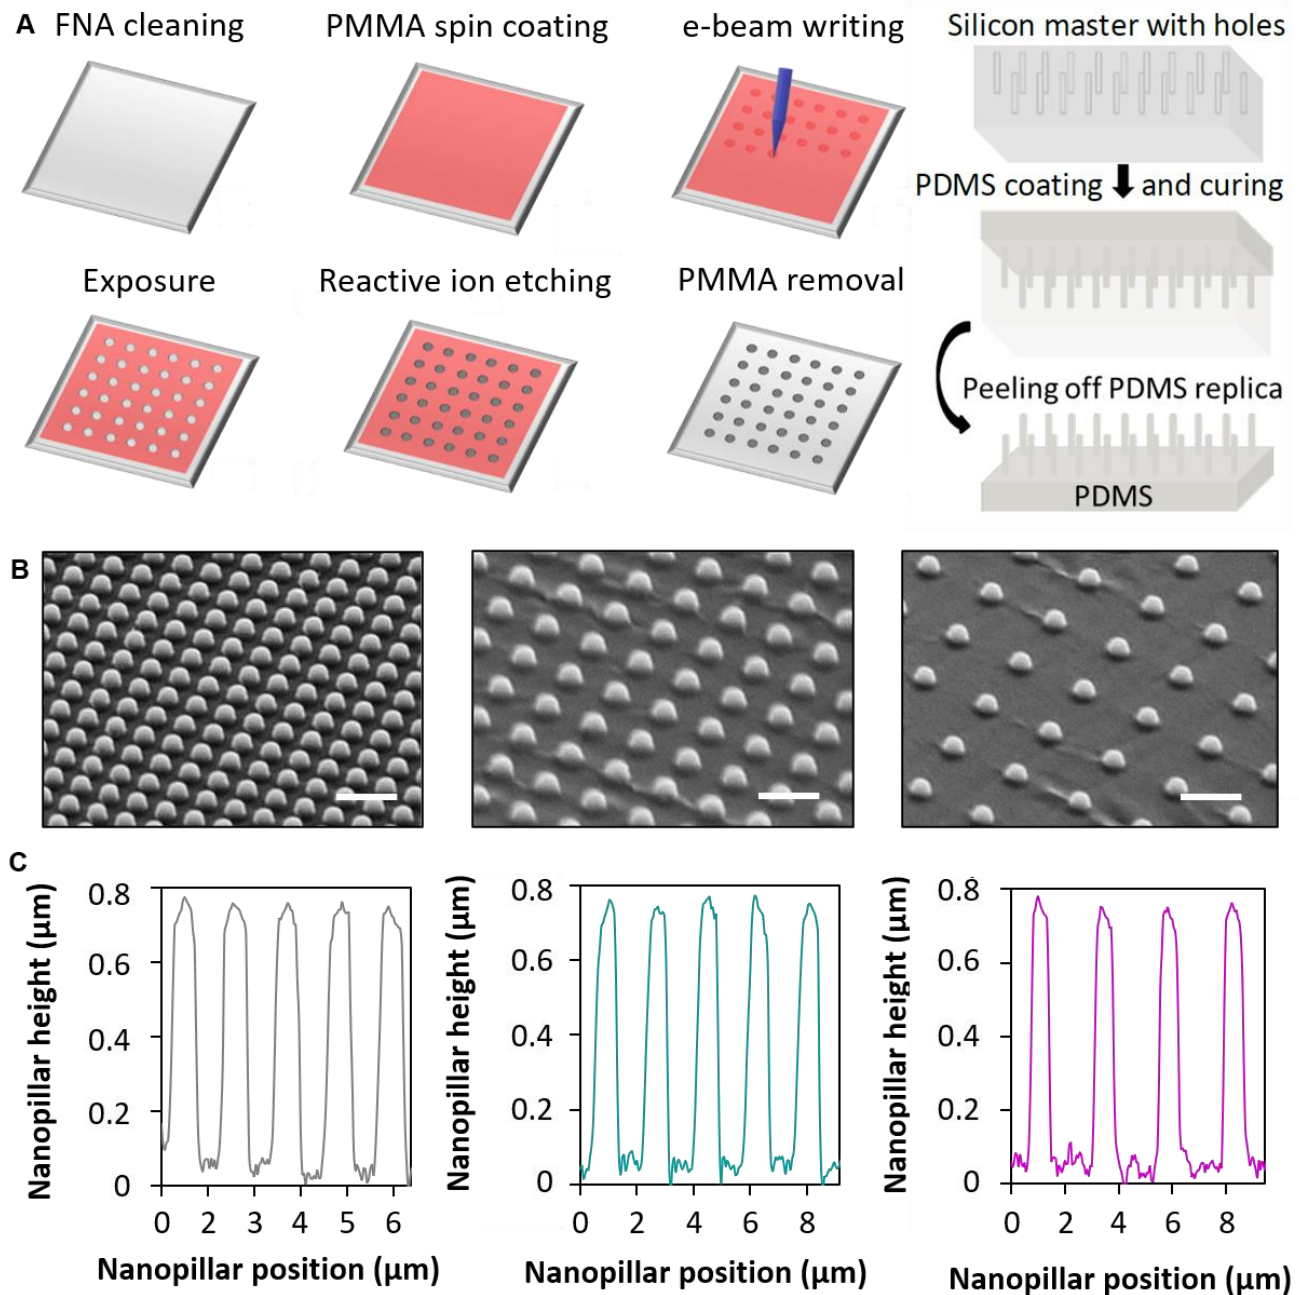 A
FNA cleaning
PMMA spin coating
e-beam writing
Silicon master with holes
PDMS coating and curing
Exposure
Reactive ion etching
PMMA removal
Peeling off PDMS replica
PDMS
B
C
Nanopillar height (µm)
0.8
0.6
0.4
0.2
0
0 2 3 4 5 6
Nanopillar position (µm)
Nanopillar height (µm)
0.8
0.6
0.4
0.2
0
0 2 4 6 8
Nanopillar position (µm)
Nanopillar height (µm)
0.8
0.6
0.4
0.2
0
0 2 4 6 8
Nanopillar position (µm)